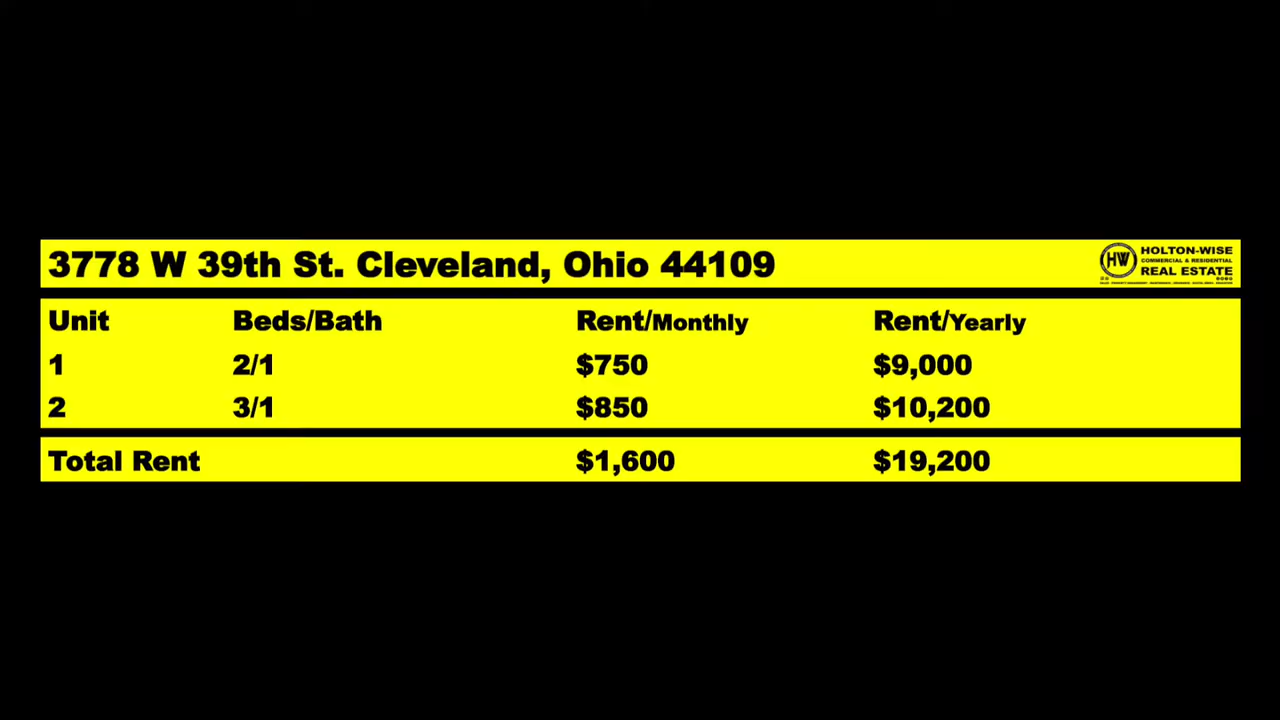 3778 W 39th St. Cleveland, Ohio 44109
HW
HOLTON-WISE
COMMERCIAL & RESIDENTIAL
REAL ESTATE
Unit Beds/Bath Rent/Monthly Rent/Yearly
1 2/1 $750 $9,000
2 3/1 $850 $10,200
Total Rent $1,600 $19,200